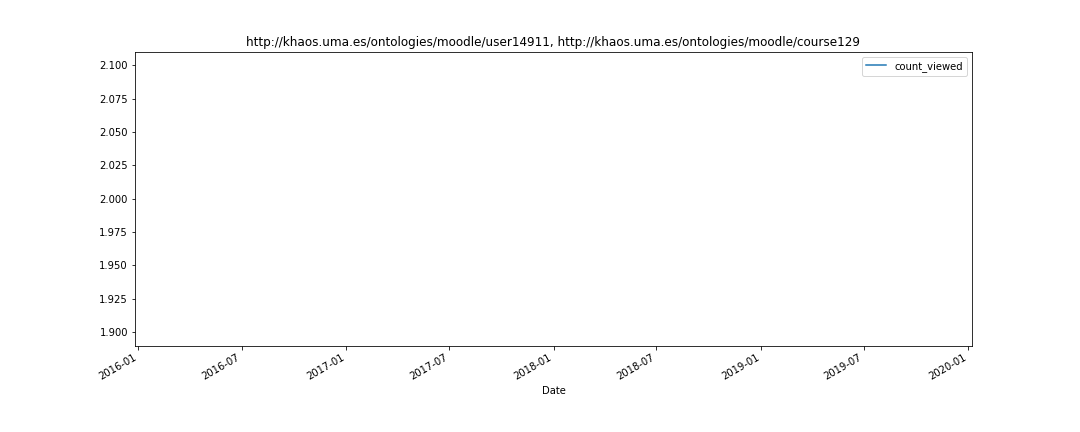 http://khaos.uma.es/ontologies/moodle/user14911, http://khaos.uma.es/ontologies/moodle/course129
count_viewed
2.100
2.075
2.050
2.025
2.000
1.975
1.950
1.925
1.900
2016-01 2016-07 2017-01 2017-07 2018-01 2018-07 2019-01 2019-07 2020-01
Date